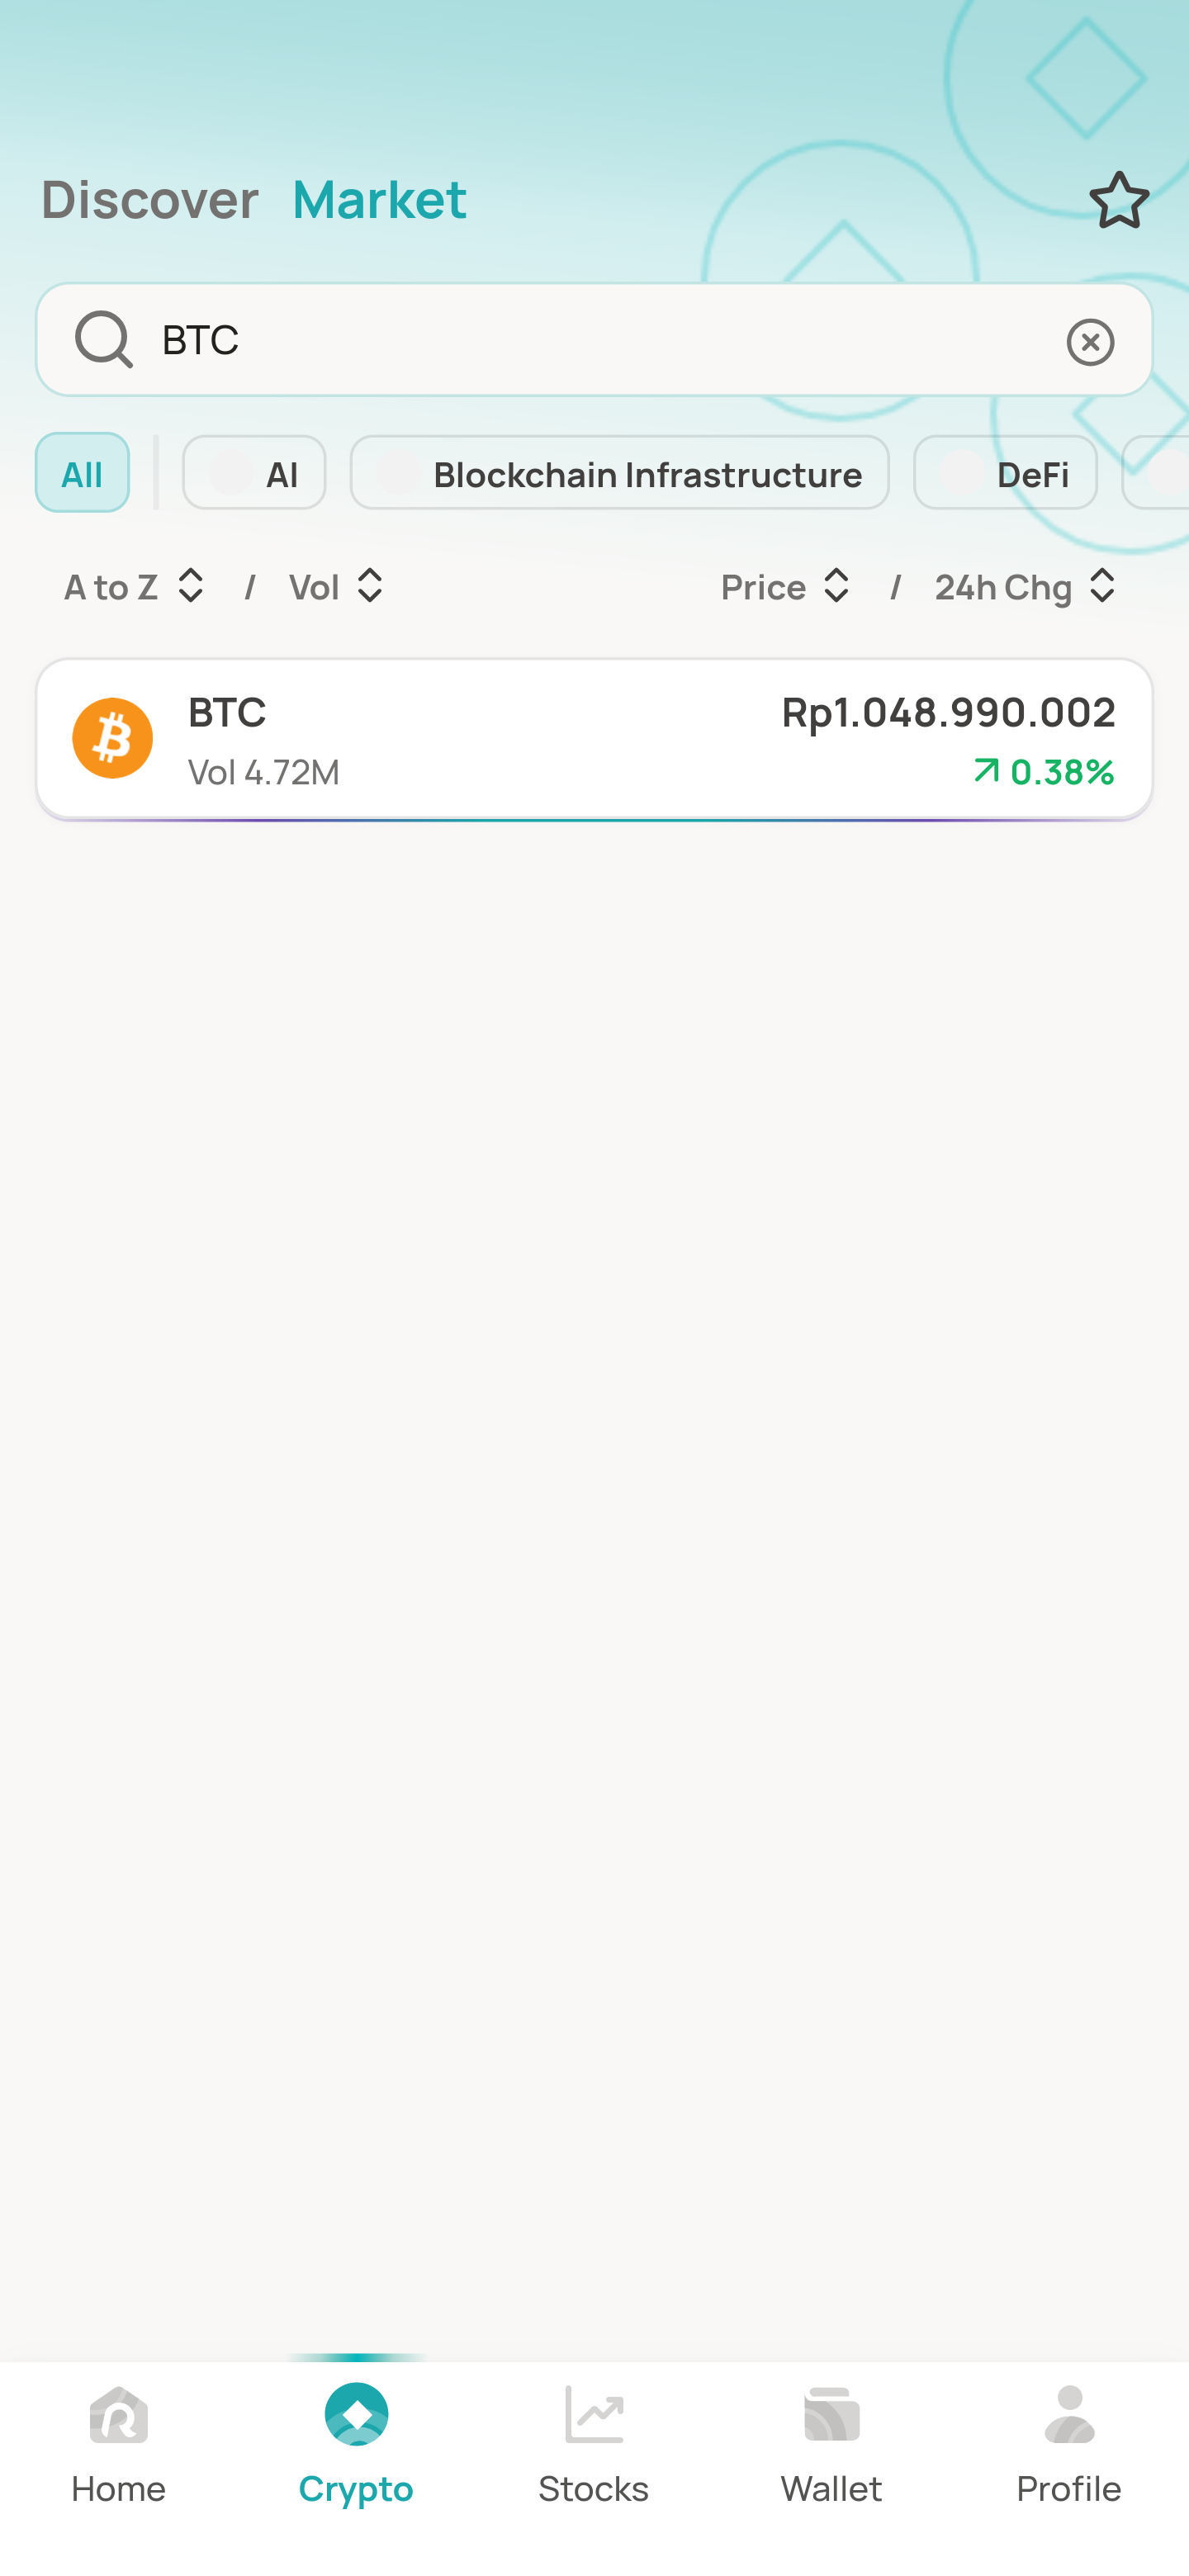 Discover Market
BTC
All AI Blockchain Infrastructure DeFi
A to Z / Vol Price / 24h Chg
BTC Rp1.048.990.002
Vol 4.72M 0.38%
Home Crypto Stocks Wallet Profile